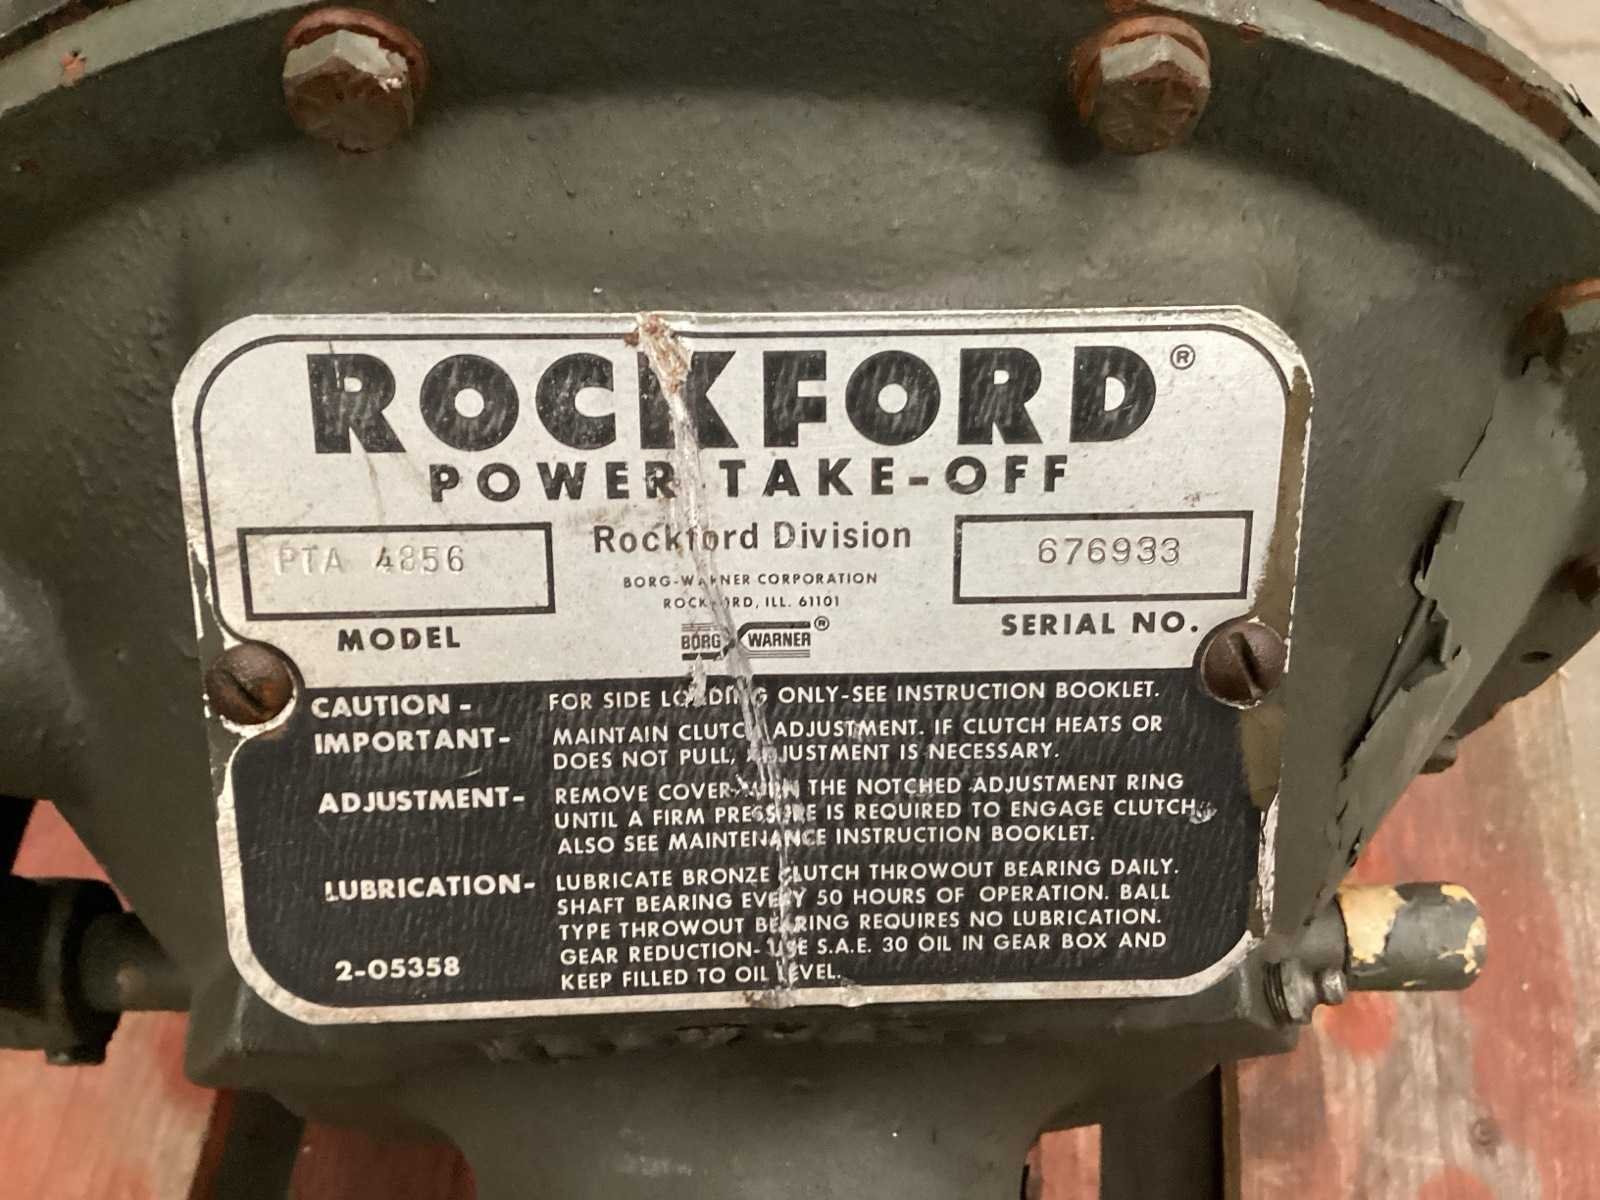 ROCKFORD®
POWER TAKE-OFF
PTA 4856
MODEL
Rockford Division
BORG-WARNER CORPORATION
ROCKFORD, ILL. 61101
BORG WARNER®
676933
SERIAL NO.
CAUTION - FOR SIDE LOADING ONLY-SEE INSTRUCTION BOOKLET.
IMPORTANT- MAINTAIN CLUTCH ADJUSTMENT. IF CLUTCH HEATS OR
DOES NOT PULL, ADJUSTMENT IS NECESSARY.
ADJUSTMENT- REMOVE COVER-TURN THE NOTCHED ADJUSTMENT RING
UNTIL A FIRM PRESSURE IS REQUIRED TO ENGAGE CLUTCH,
ALSO SEE MAINTENANCE INSTRUCTION BOOKLET.
LUBRICATION- LUBRICATE BRONZE CLUTCH THROWOUT BEARING DAILY.
SHAFT BEARING EVERY 50 HOURS OF OPERATION. BALL
TYPE THROWOUT BEARING REQUIRES NO LUBRICATION.
GEAR REDUCTION- USE S.A.E. 30 OIL IN GEAR BOX AND
KEEP FILLED TO OIL LEVEL.
2-05358